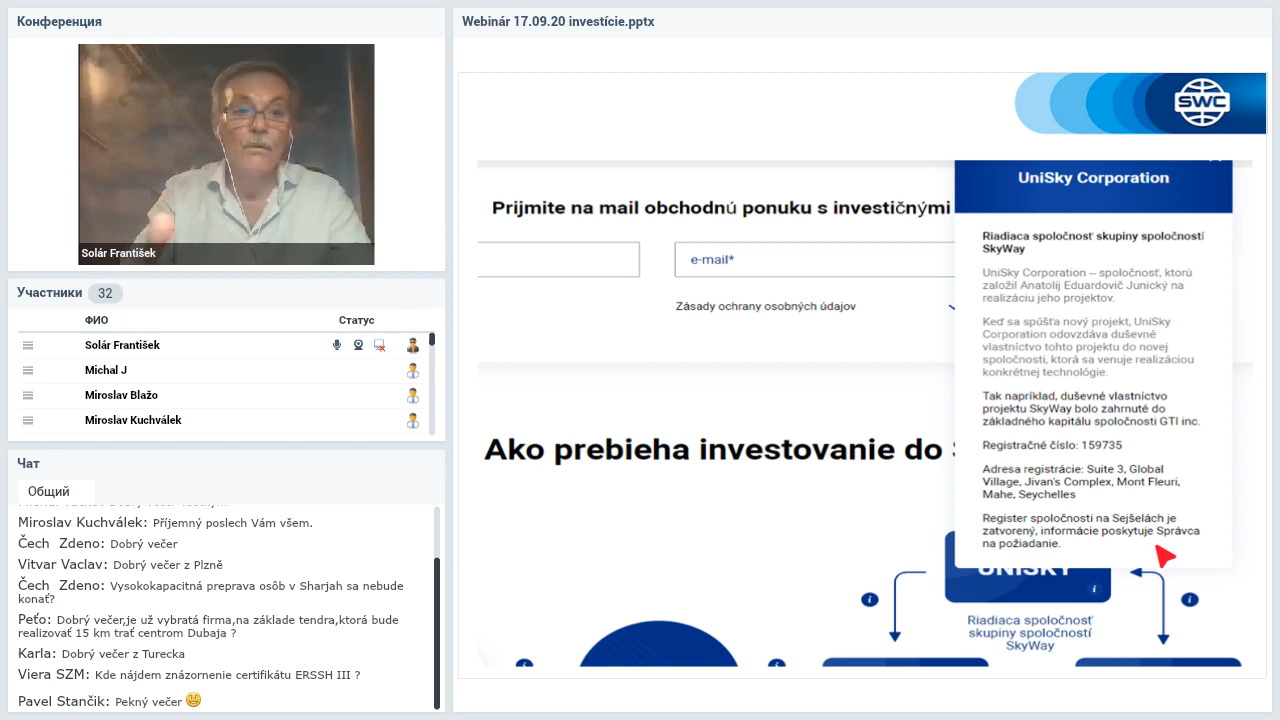 Конференция
Solár František
Участники 32
ФИО
Статус
Solár František
Michal J
Miroslav Blažo
Miroslav Kuchválek
Чат
Общий
Miroslav Kuchválek: Příjemný poslech Vám všem.
Čech Zdeno: Dobrý večer
Vitvar Vaclav: Dobrý večer z Plzně
Čech Zdeno: Vysokokapacitná preprava osôb v Sharjah sa nebude
konať?
Peťo: Dobrý večer,je už vybratá firma,na základe tendra,ktorá bude
realizovať 15 km trať centrom Dubaja ?
Karla: Dobrý večer z Turecka
Viera SZM: Kde nájdem znázornenie certifikátu ERSSH III ?
Pavel Stančik: Pekný večer
Webinár 17.09.20 investície.pptx
SWC
Prijmite na mail obchodnú ponuku s investičnými
e-mail*
Zásady ochrany osobných údajov
Ako prebieha investovanie do
UniSky Corporation
Riadiaca spoločnosť skupiny spoločností
SkyWay
UniSky Corporation – spoločnosť, ktorú
založil Anatolij Eduardovič Junický na
realizáciu jeho projektov.
Keď sa spúšťa nový projekt, UniSky
Corporation odovzdáva duševné
vlastníctvo tohto projektu do novej
spoločnosti, ktorá sa venuje realizáciou
konkrétnej technológie.
Tak napríklad, duševné vlastníctvo
projektu SkyWay bolo zahrnuté do
základného kapitálu spoločnosti GTI inc.
Registračné číslo: 159735
Adresa registrácie: Suite 3, Global
Village, Jivan's Complex, Mont Fleuri,
Mahe, Seychelles
Register spoločnosti na Sejšelách je
zatvorený, informácie poskytuje Správca
na požiadanie.
UNISKY
Riadiaca spoločnosť
skupiny spoločností
SkyWay